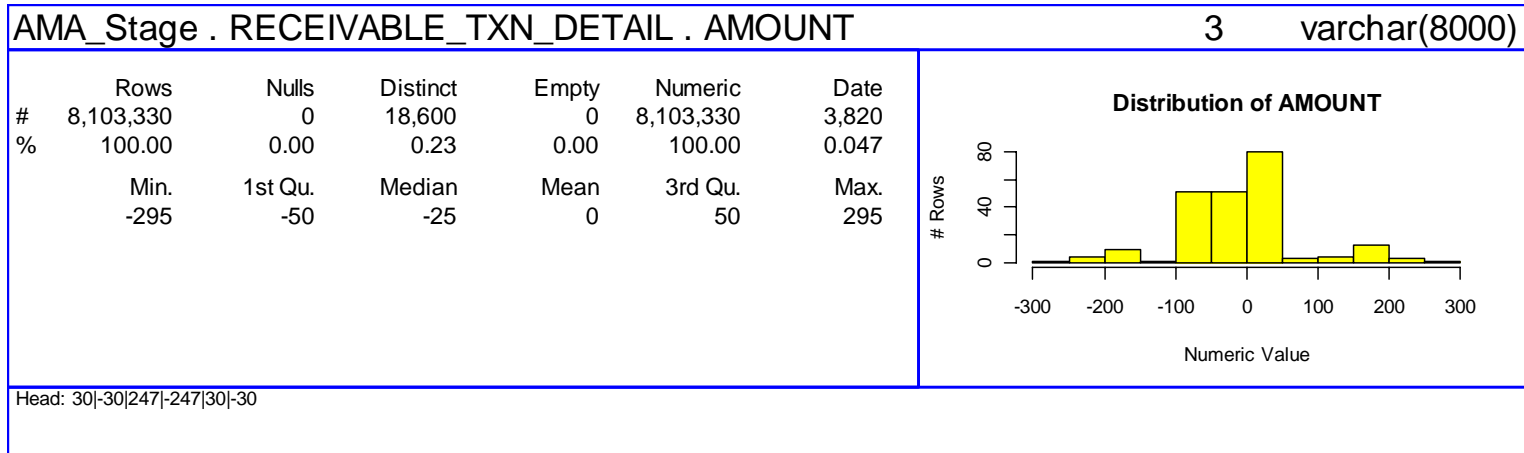 AMA_Stage . RECEIVABLE_TXN_DETAIL . AMOUNT 3 varchar(8000)
Rows Nulls Distinct Empty Numeric Date
# 8,103,330 0 18,600 0 8,103,330 3,820
% 100.00 0.00 0.23 0.00 100.00 0.047
Min. 1st Qu. Median Mean 3rd Qu. Max.
-295 -50 -25 0 50 295
Distribution of AMOUNT
# Rows
80
40
0
-300 -200 -100 0 100 200 300
Numeric Value
Head: 30|-30|247|-247|30|-30